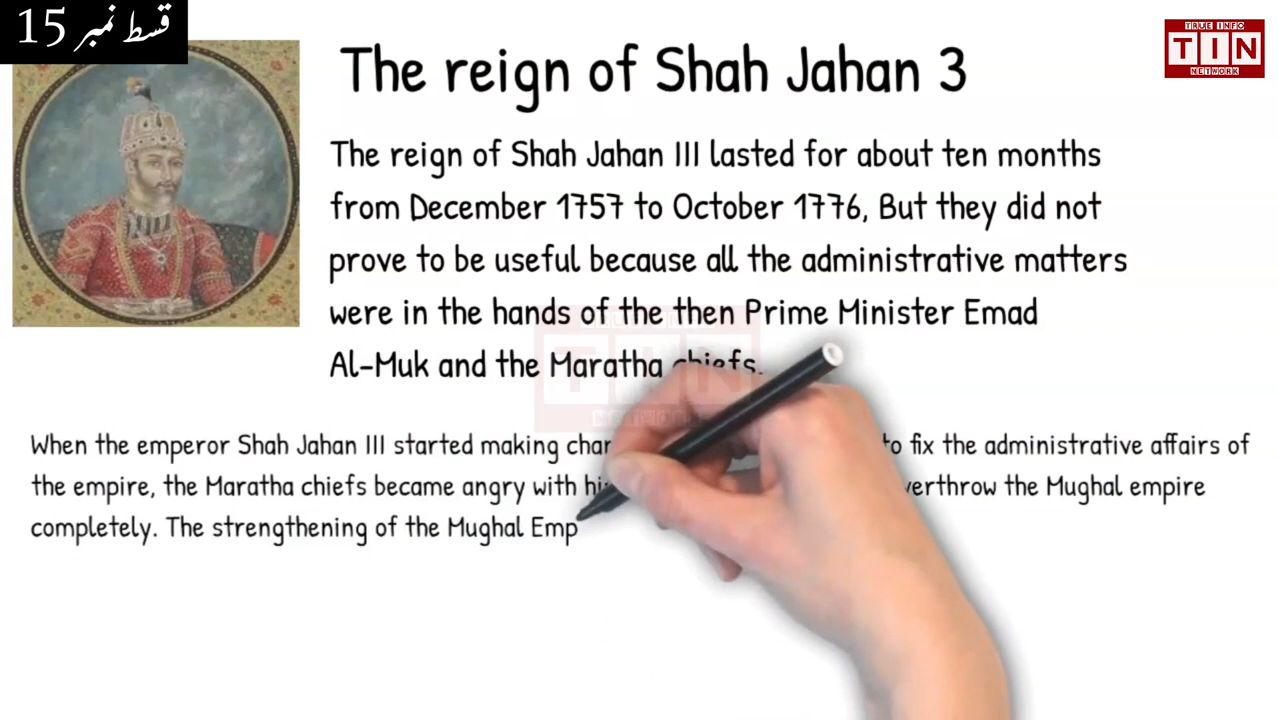 قسط نمبر 15
TRUE INFO
TIN
NETWORK
The reign of Shah Jahan 3
The reign of Shah Jahan III lasted for about ten months
from December 1757 to October 1776, But they did not
prove to be useful because all the administrative matters
were in the hands of the then Prime Minister Emad
Al-Muk and the Maratha chiefs.
When the emperor Shah Jahan III started making to fix the administrative affairs of
the empire, the Maratha chiefs became angry with the Mughal empire
completely. The strengthening of the Mughal Emp